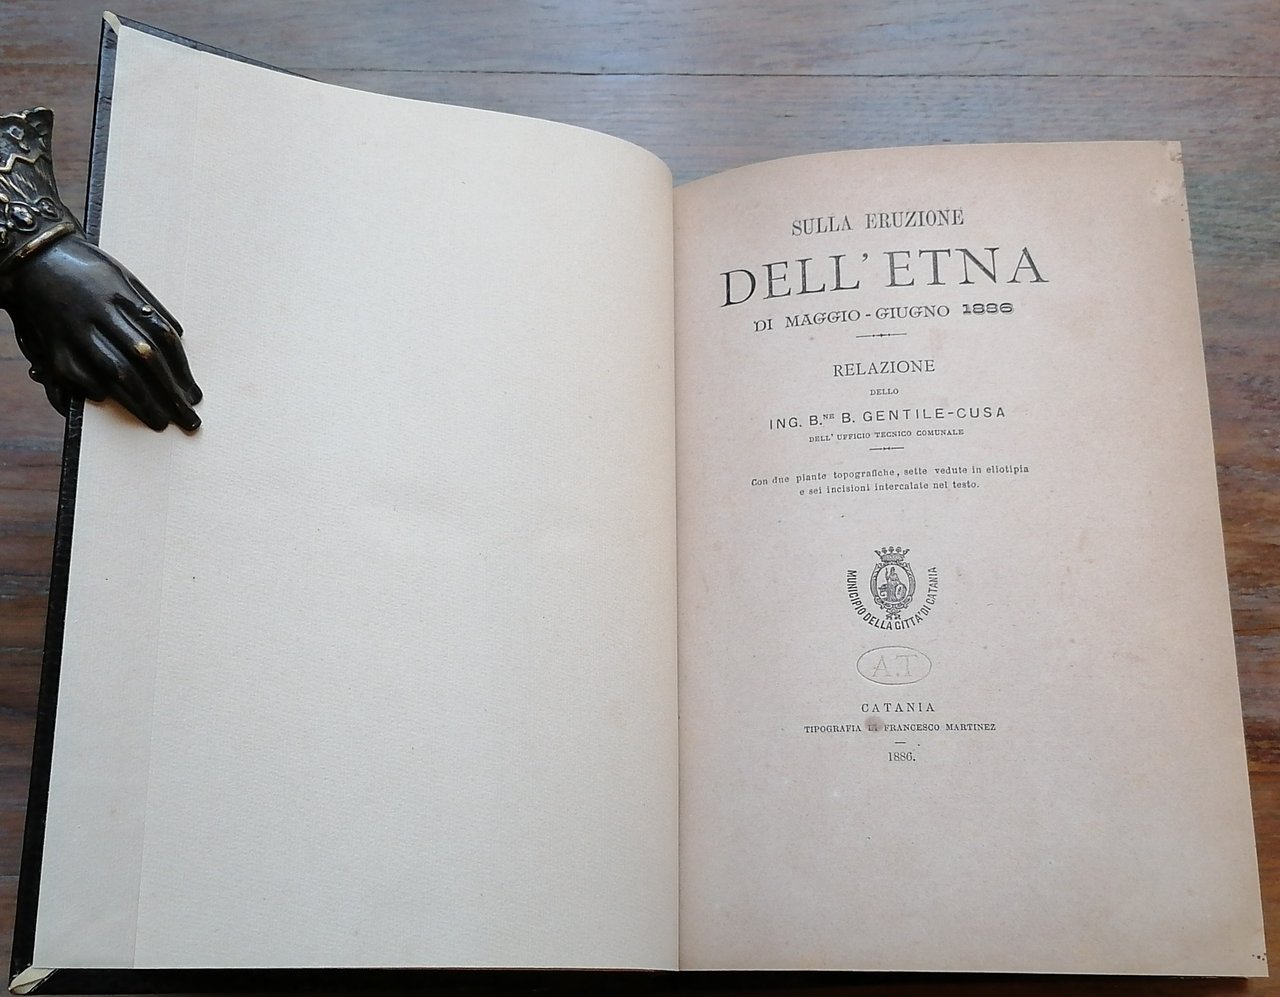 SULLA ERUZIONE
DELL'ETNA
DI MAGGIO - GIUGNO 1886
RELAZIONE
DELLO
ING. B.NE B. GENTILE-CUSA
DELL' UFFICIO TECNICO COMUNALE
Con due piante topografiche, sette vedute in eliotipia
e sei incisioni intercalate nel testo.
MUNICIPIO DELLA CITTA' DI CATANIA
A.T
CATANIA
TIPOGRAFIA DI FRANCESCO MARTINEZ
1886.